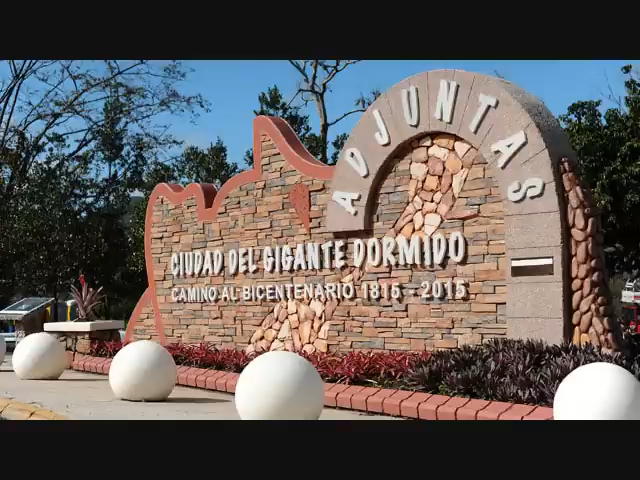 ADJUNTAS
CIUDAD DEL GIGANTE DORMIDO
CAMINO AL BICENTENARIO 1815 - 2015